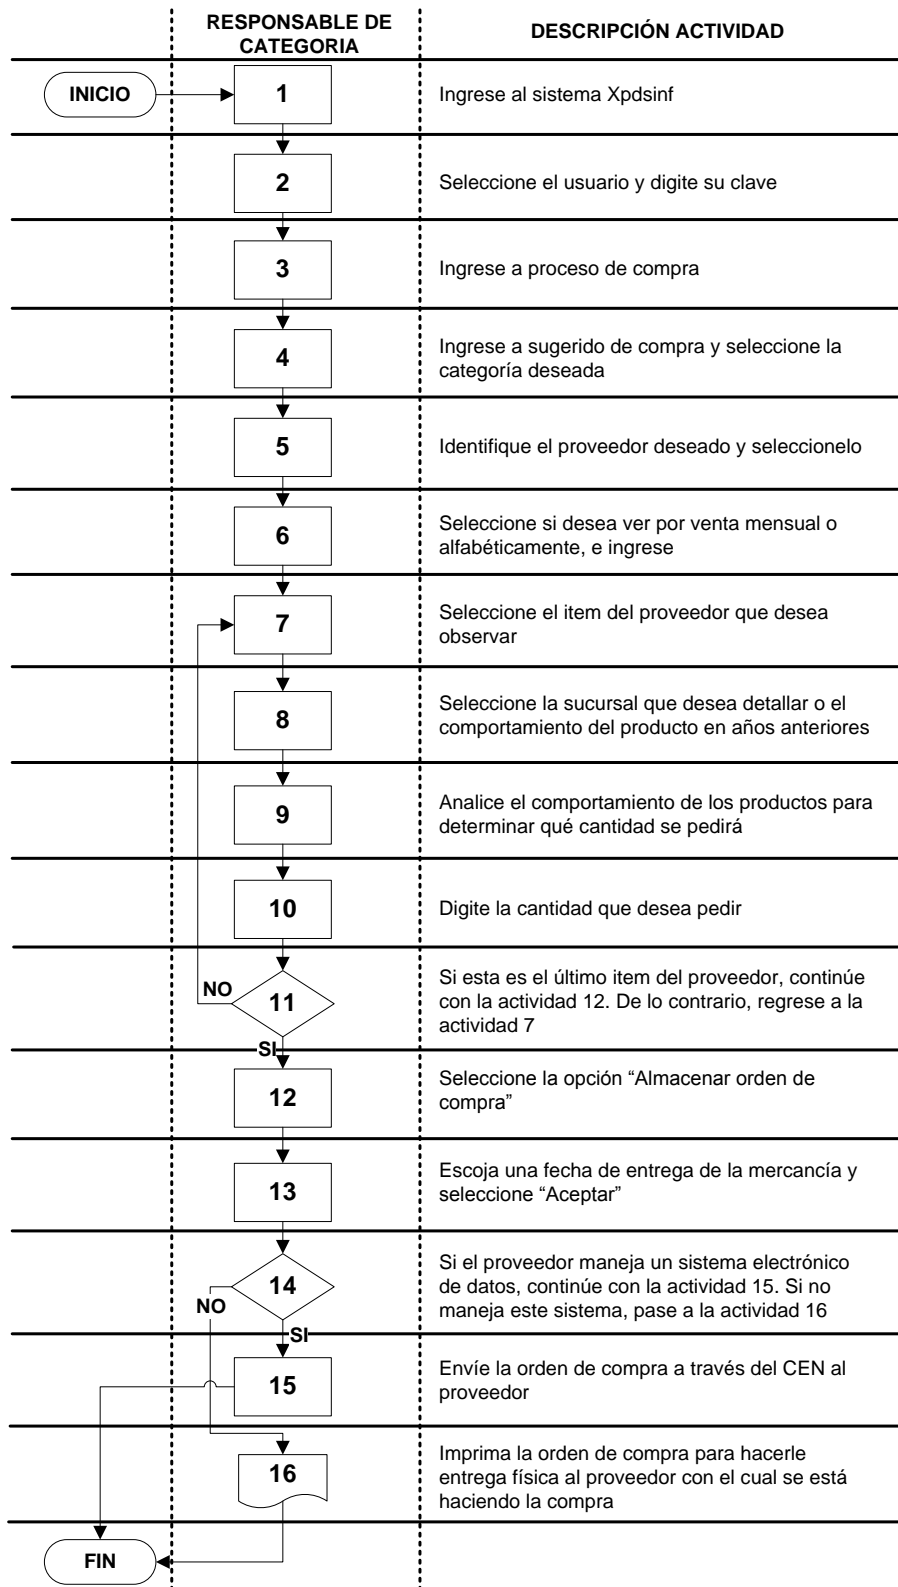 RESPONSABLE DE
CATEGORIA
DESCRIPCIÓN ACTIVIDAD
INICIO
1
Ingrese al sistema Xpdsinf
2
Seleccione el usuario y digite su clave
3
Ingrese a proceso de compra
4
Ingrese a sugerido de compra y seleccione la
categoría deseada
5
Identifique el proveedor deseado y seleccionelo
6
Seleccione si desea ver por venta mensual o
alfabéticamente, e ingrese
7
Seleccione el item del proveedor que desea
observar
8
Seleccione la sucursal que desea detallar o el
comportamiento del producto en años anteriores
9
Analice el comportamiento de los productos para
determinar qué cantidad se pedirá
10
Digite la cantidad que desea pedir
NO
11
Si esta es el último item del proveedor, continúe
con la actividad 12. De lo contrario, regrese a la
actividad 7
SI
12
Seleccione la opción “Almacenar orden de
compra”
13
Escoja una fecha de entrega de la mercancía y
seleccione “Aceptar”
14
NO
Si el proveedor maneja un sistema electrónico
de datos, continúe con la actividad 15. Si no
maneja este sistema, pase a la actividad 16
SI
15
Envíe la orden de compra a través del CEN al
proveedor
16
Imprima la orden de compra para hacerle
entrega física al proveedor con el cual se está
haciendo la compra
FIN